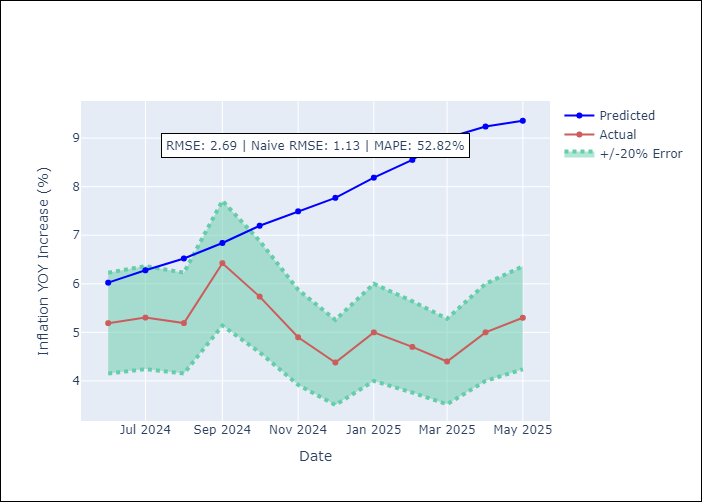 RMSE: 2.69 | Naive RMSE: 1.13 | MAPE: 52.82%
Predicted
Actual
+/-20% Error
Inflation YOY Increase (%)
9
8
7
6
5
4
Jul 2024
Sep 2024
Nov 2024
Jan 2025
Mar 2025
May 2025
Date